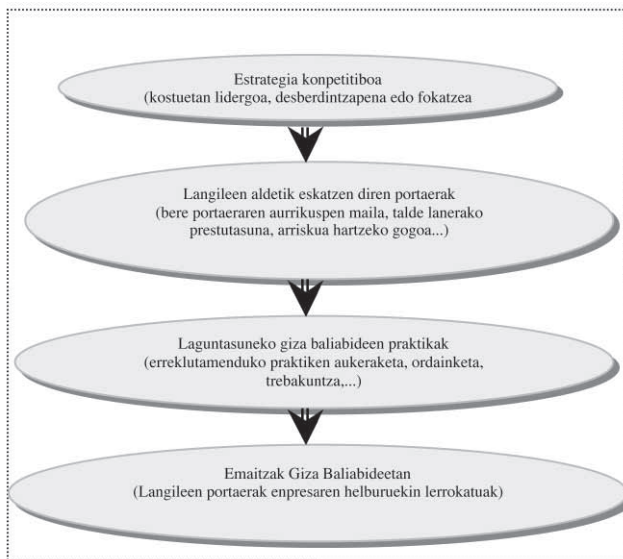 Estrategia konpetitiboa
(kostuetan lidergoa, desberdintzapena edo fokatzea
Langileen aldetik eskatzen diren portaerak
(bere portaeraren aurrikuspen maila, talde lanerako
prestutasuna, arriskua hartzeko gogoa...)
Laguntasuneko giza baliabideen praktikak
(erreklutamenduko praktiken aukeraketa, ordainketa,
trebakuntza,...)
Emaitzak Giza Baliabideetan
(Langileen portaerak enpresaren helburuekin lerrokatuak)